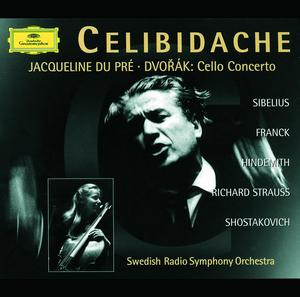 Deutsche
Grammophon
CELIBIDACHE
JACQUELINE DU PRÉ · DVOŘÁK: Cello Concerto
SIBELIUS
FRANCK
HINDEMITH
RICHARD STRAUSS
SHOSTAKOVICH
Swedish Radio Symphony Orchestra